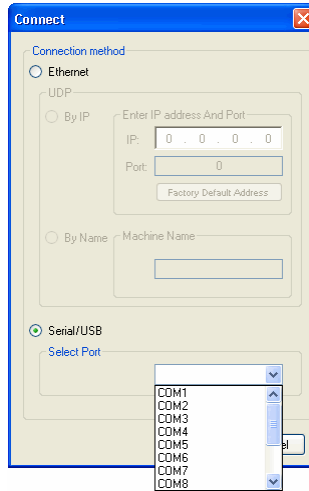 Connect
Connection method
Ethernet
UDP
By IP
Enter IP address And Port
IP: 0 . 0 . 0 . 0
Port: 0
Factory Default Address
By Name
Machine Name
Serial/USB
Select Port
COM1
COM2
COM3
COM4
COM5
COM6
COM7
COM8
el